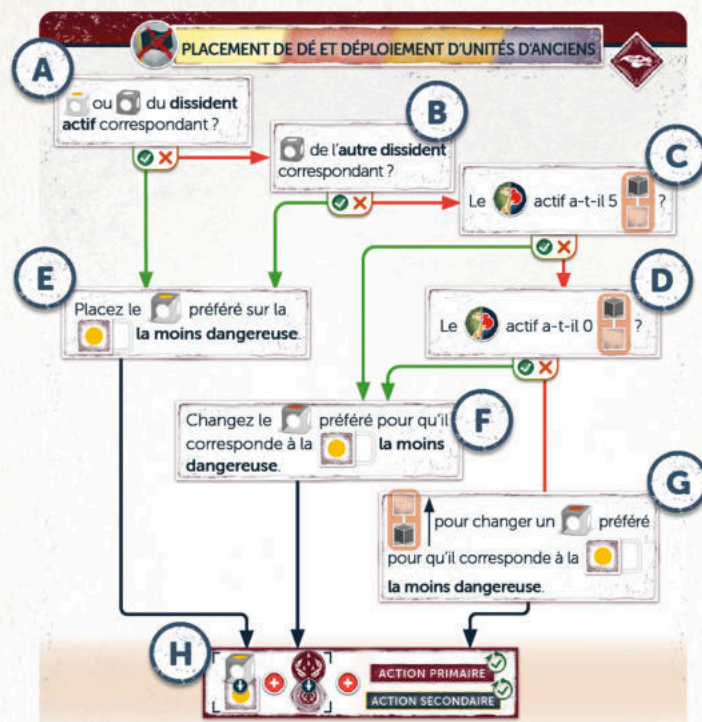 PLACEMENT DE DÉ ET DÉPLOIEMENT D'UNITÉS D'ANCIENS
A
ou du dissident
actif correspondant ?
B
de l'autre dissident
correspondant ?
C
Le actif a-t-il 5 ?
E
Placez le préféré sur la
la moins dangereuse.
D
Le actif a-t-il 0 ?
F
Changez le préféré pour qu'il
corresponde à la la moins
dangereuse.
G
pour changer un préféré
pour qu'il corresponde à la
la moins dangereuse.
H
ACTION PRIMAIRE
ACTION SECONDAIRE